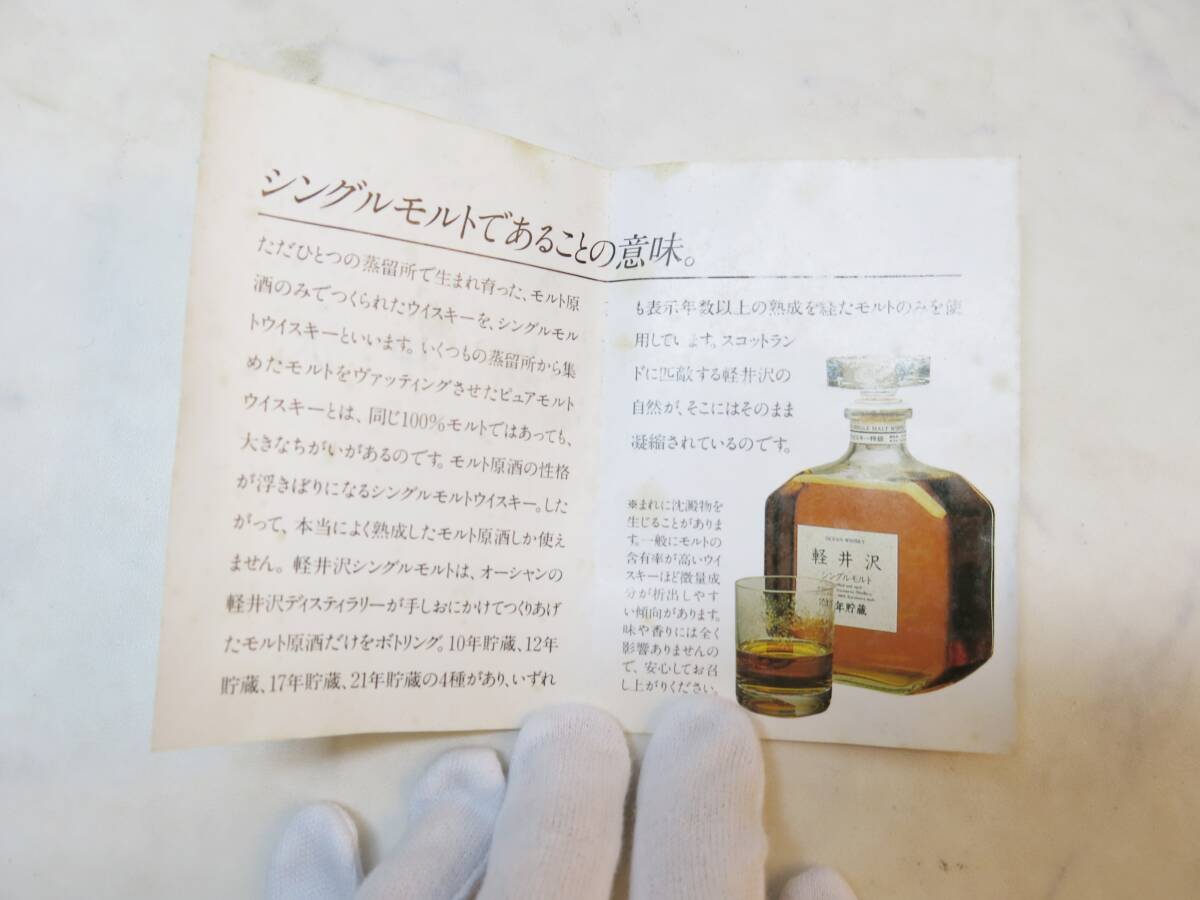 シングルモルトであることの意味。
ただひとつの蒸留所で生まれ育った、モルト原
酒のみでつくられたウイスキーを、シングルモル
トウイスキーといいます。いくつもの蒸留所から集
めたモルトをヴァッティングさせたピュアモルト
ウイスキーとは、同じ100%モルトではあっても、
大きなちがいがあるのです。モルト原酒の性格
が浮きぼりになるシングルモルトウイスキー。した
がって、本当によく熟成したモルト原酒しか使え
ません。軽井沢シングルモルトは、オーシャンの
軽井沢ディスティラリーが手しおにかけてつくりあげ
たモルト原酒だけをボトリング。10年貯蔵、12年
貯蔵、17年貯蔵、21年貯蔵の4種があり、いずれ
も表示年数以上の熟成を経たモルトのみを使
用しています。スコットラン
ドに匹敵する軽井沢の
自然が、そこにはそのまま
凝縮されているのです。
※まれに沈澱物を
生じることがありま
す。一般にモルトの
含有率が高いウイ
スキーほど微量成
分が析出しやす
い傾向があります。
味や香りには全く
影響ありませんの
で、安心してお召
し上がりください。
SINGLE MALT
OCEAN WHISKY
軽井沢
シングルモルト
年貯蔵